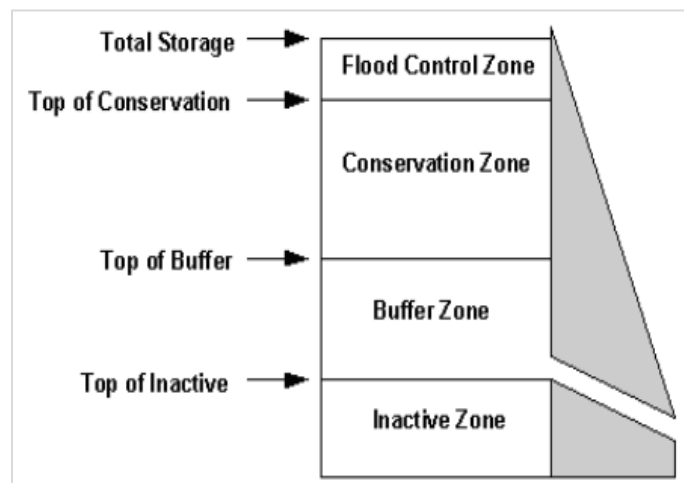 Total Storage
Flood Control Zone
Top of Conservation
Conservation Zone
Top of Buffer
Buffer Zone
Top of Inactive
Inactive Zone